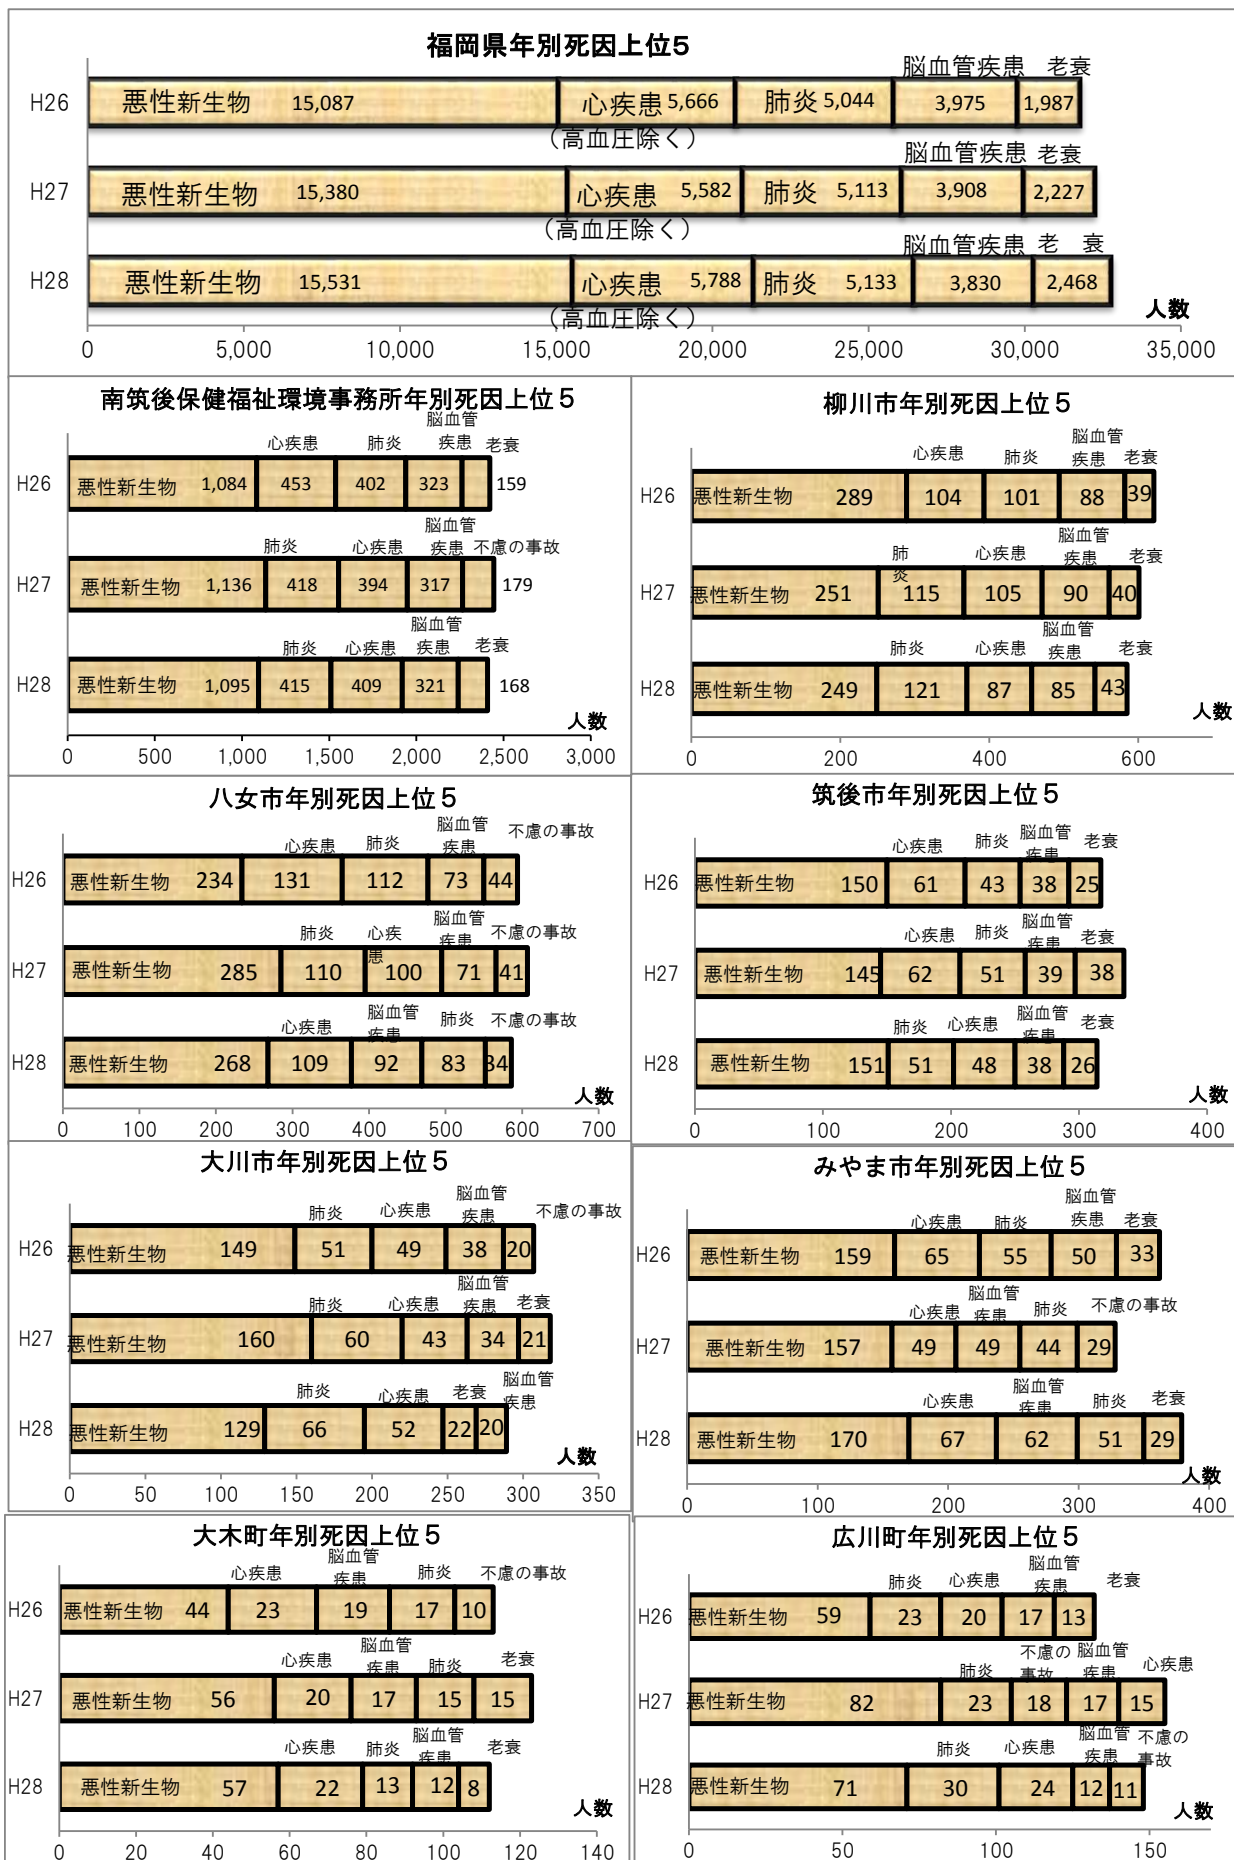 福岡県年別死因上位5
脳血管疾患 老衰
H26 悪性新生物 15,087 心疾患 5,666 肺炎 5,044 3,975 1,987
（高血圧除く）
脳血管疾患 老衰
H27 悪性新生物 15,380 心疾患 5,582 肺炎 5,113 3,908 2,227
（高血圧除く）
脳血管疾患 老 衰
H28 悪性新生物 15,531 心疾患 5,788 肺炎 5,133 3,830 2,468
（高血圧除く）
人数
0 5,000 10,000 15,000 20,000 25,000 30,000 35,000
南筑後保健福祉環境事務所年別死因上位５
心疾患 肺炎 脳血管
疾患 老衰
H26 悪性新生物 1,084 453 402 323 159
肺炎 心疾患 脳血管
疾患 不慮の事故
H27 悪性新生物 1,136 418 394 317 179
肺炎 心疾患 脳血管
疾患 老衰
H28 悪性新生物 1,095 415 409 321 168
人数
0 500 1,000 1,500 2,000 2,500 3,000
柳川市年別死因上位５
心疾患 肺炎 脳血管
疾患 老衰
H26 悪性新生物 289 104 101 88 39
肺
炎 心疾患 脳血管
疾患 老衰
H27 悪性新生物 251 115 105 90 40
肺炎 心疾患 脳血管
疾患 老衰
H28 悪性新生物 249 121 87 85 43
人数
0 200 400 600
八女市年別死因上位５
心疾患 肺炎 脳血管
疾患 不慮の事故
H26 悪性新生物 234 131 112 73 44
肺炎 心疾
患 脳血管
疾患 不慮の事故
H27 悪性新生物 285 110 100 71 41
心疾患 脳血管
疾患 肺炎 不慮の事故
H28 悪性新生物 268 109 92 83 34
人数
0 100 200 300 400 500 600 700
筑後市年別死因上位５
心疾患 肺炎 脳血管
疾患 老衰
H26 悪性新生物 150 61 43 38 25
心疾患 肺炎 脳血管
疾患 老衰
H27 悪性新生物 145 62 51 39 38
肺炎 心疾患 脳血管
疾患 老衰
H28 悪性新生物 151 51 48 38 26
人数
0 100 200 300 400
大川市年別死因上位５
肺炎 心疾患 脳血管
疾患 不慮の事故
H26 悪性新生物 149 51 49 38 20
肺炎 心疾患 脳血管
疾患 老衰
H27 悪性新生物 160 60 43 34 21
肺炎 心疾患 老衰 脳血管
疾患
H28 悪性新生物 129 66 52 22 20
人数
0 50 100 150 200 250 300 350
みやま市年別死因上位５
心疾患 肺炎 脳血管
疾患 老衰
H26 悪性新生物 159 65 55 50 33
心疾患 脳血管
疾患 肺炎 不慮の事故
H27 悪性新生物 157 49 49 44 29
心疾患 脳血管
疾患 肺炎 老衰
H28 悪性新生物 170 67 62 51 29
人数
0 100 200 300 400
大木町年別死因上位５
心疾患 脳血管
疾患 肺炎 不慮の事故
H26 悪性新生物 44 23 19 17 10
心疾患 脳血管
疾患 肺炎 老衰
H27 悪性新生物 56 20 17 15 15
心疾患 肺炎 脳血管
疾患 老衰
H28 悪性新生物 57 22 13 12 8
人数
0 20 40 60 80 100 120 140
広川町年別死因上位５
肺炎 心疾患 脳血管
疾患 老衰
H26 悪性新生物 59 23 20 17 13
肺炎 不慮の
事故 脳血管
疾患 心疾患
H27 悪性新生物 82 23 18 17 15
肺炎 心疾患 脳血管
疾患 不慮の
事故
H28 悪性新生物 71 30 24 12 11
人数
0 50 100 150